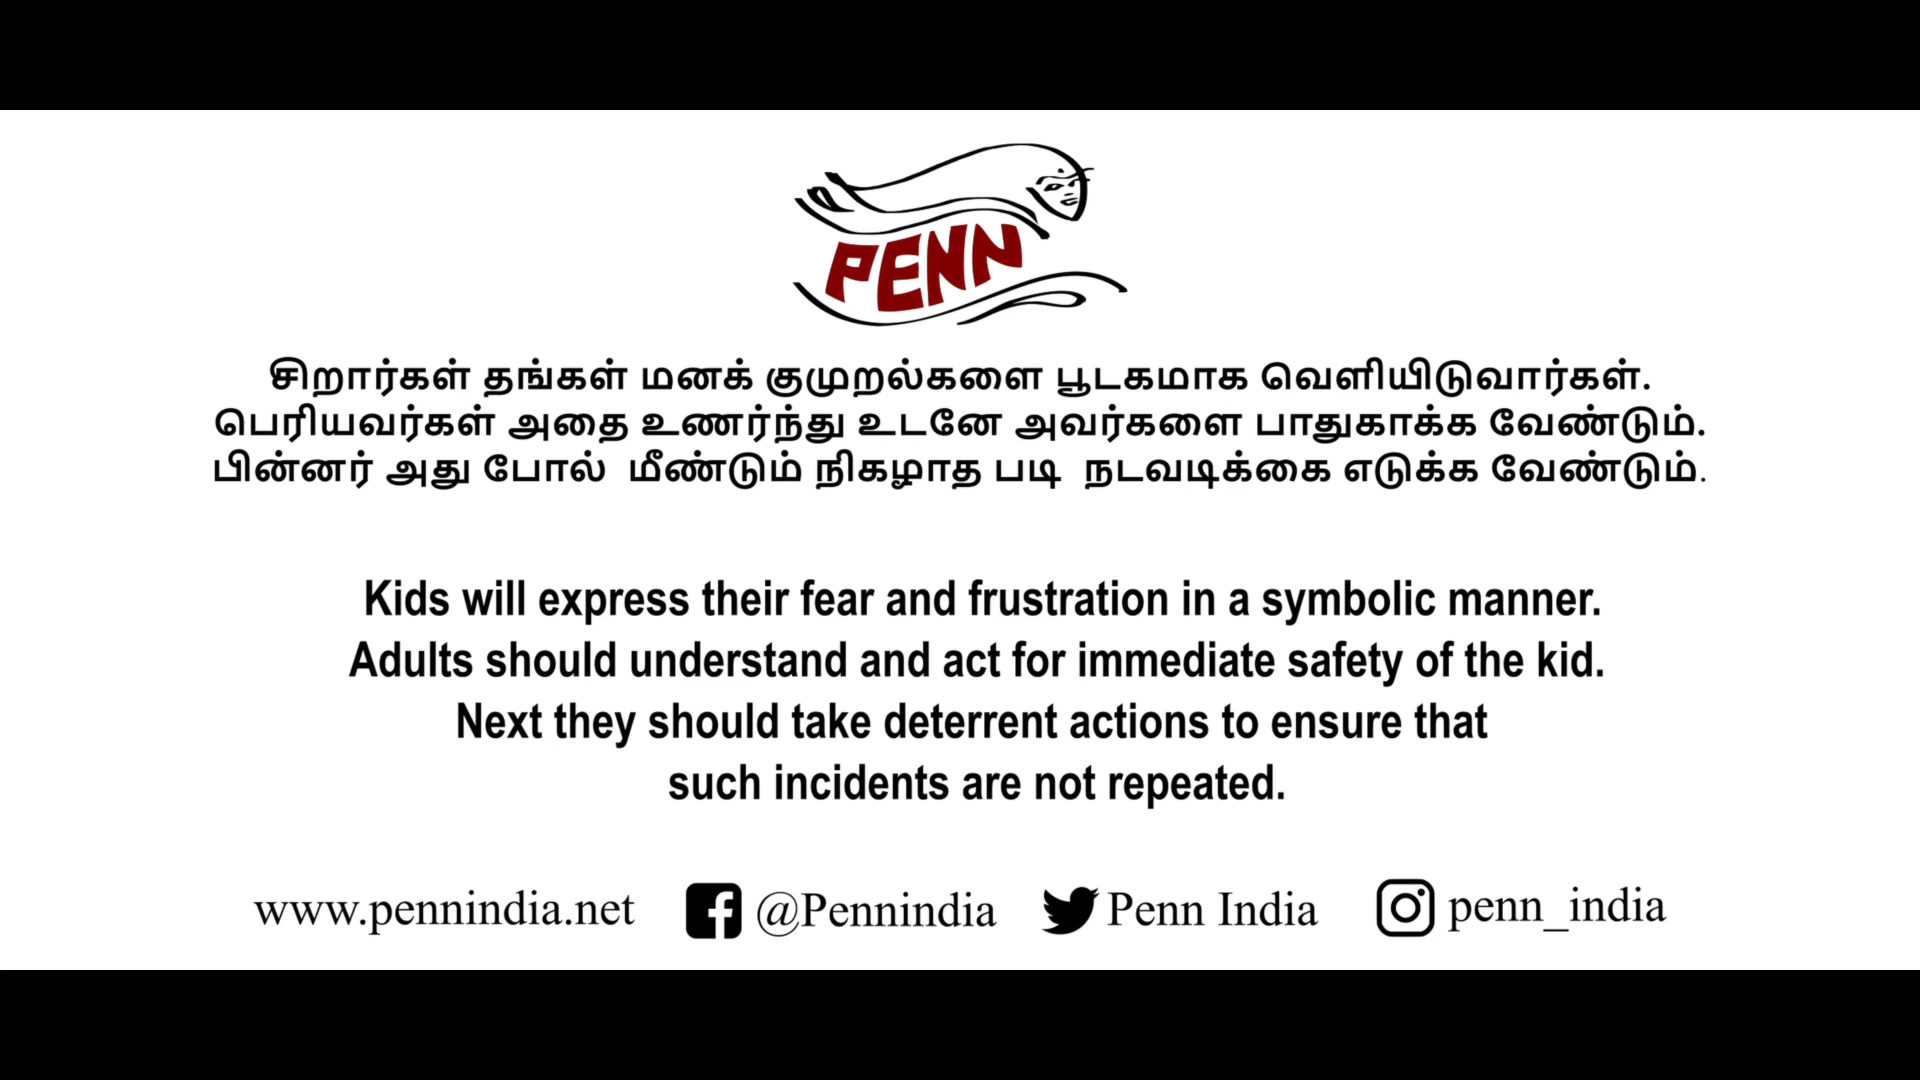 PENN
சிறார்கள் தங்கள் மனக் குமுறல்களை பூடகமாக வெளியிடுவார்கள்.
பெரியவர்கள் அதை உணர்ந்து உடனே அவர்களை பாதுகாக்க வேண்டும்.
பின்னர் அது போல் மீண்டும் நிகழாத படி நடவடிக்கை எடுக்க வேண்டும்.
Kids will express their fear and frustration in a symbolic manner.
Adults should understand and act for immediate safety of the kid.
Next they should take deterrent actions to ensure that
such incidents are not repeated.
www.pennindia.net @Pennindia Penn India penn_india